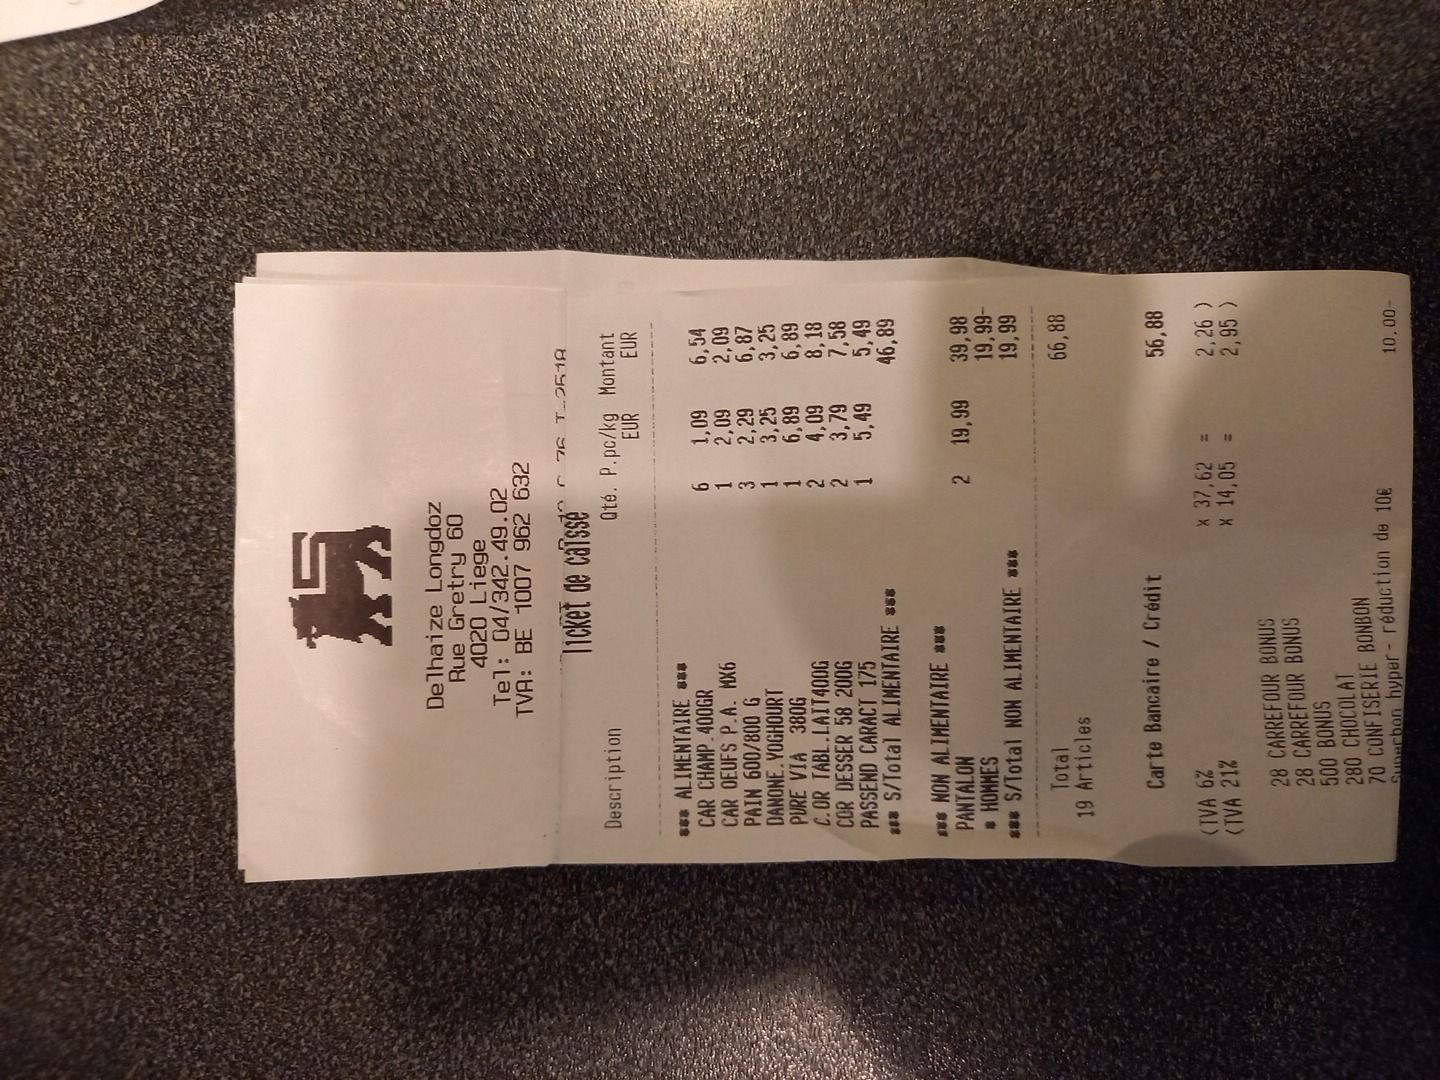 Delhaize Longdoz
Rue Gretry 60
4020 Liege
Tel: 04/342.49.02
TVA: BE 1007 962 632
Ticket de caisse
Description Qté. P.pc/kg Montant
EUR EUR
*** ALIMENTAIRE ***
CAR CHAMP.400GR 6 1,09 6,54
CAR OEUFS P.A. MX6 1 2,09 2,09
PAIN 600/800 G 3 2,29 6,87
DANONE.YOGHOURT 1 3,25 3,25
PURE VIA 380G 1 6,89 6,89
C.OR TABL.LAIT400G 2 4,09 8,18
COR DESSER 58 200G 2 3,79 7,58
PASSEND CARACT 175 1 5,49 5,49
*** S/Total ALIMENTAIRE *** 46,89
*** NON ALIMENTAIRE ***
PANTALON 2 19,99 39,98
* HOMMES 19,99-
*** S/Total NON ALIMENTAIRE *** 19,99
Total 66,88
19 Articles
Carte Bancaire / Crédit 56,88
(TVA 6% x 37,62 = 2,26 )
(TVA 21% x 14,05 = 2,95 )
28 CARREFOUR BONUS
28 CARREFOUR BONUS
500 BONUS
280 CHOCOLAT
70 CONFISERIE BONBON
Superbon hyper- réduction de 10€ 10,00-